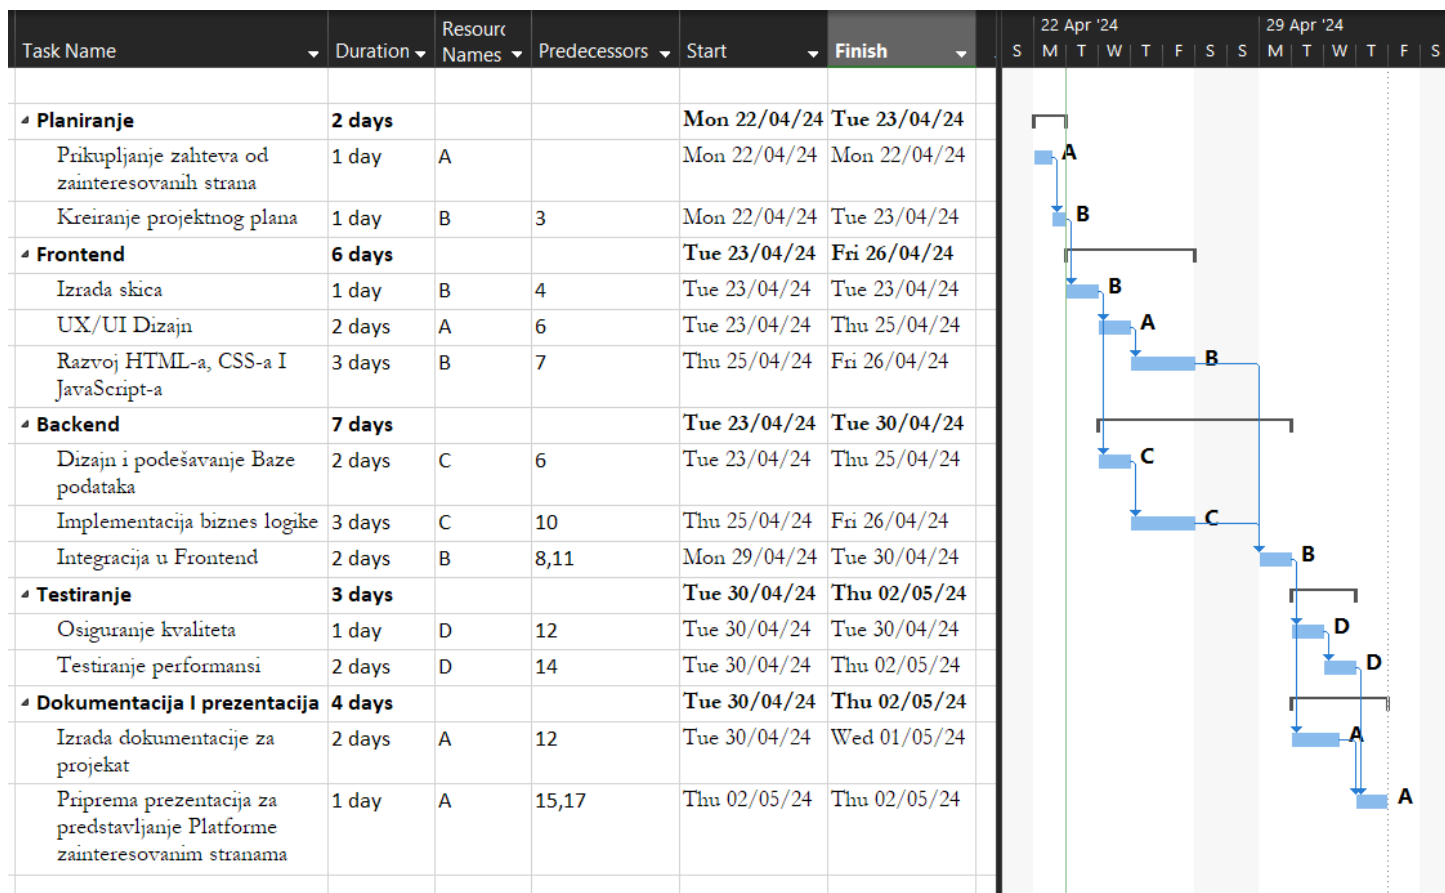 Task Name Duration Resourc Names Predecessors Start Finish 22 Apr '24 29 Apr '24
S M T W T F S S M T W T F S
Planiranje 2 days Mon 22/04/24 Tue 23/04/24
Prikupljanje zahteva od 1 day A Mon 22/04/24 Mon 22/04/24 A
zainteresovanih strana
Kreiranje projektnog plana 1 day B 3 Mon 22/04/24 Tue 23/04/24 B
Frontend 6 days Tue 23/04/24 Fri 26/04/24
Izrada skica 1 day B 4 Tue 23/04/24 Tue 23/04/24 B
UX/UI Dizajn 2 days A 6 Tue 23/04/24 Thu 25/04/24 A
Razvoj HTML-a, CSS-a I 3 days B 7 Thu 25/04/24 Fri 26/04/24 B
JavaScript-a
Backend 7 days Tue 23/04/24 Tue 30/04/24
Dizajn i podešavanje Baze 2 days C 6 Tue 23/04/24 Thu 25/04/24 C
podataka
Implementacija biznes logike 3 days C 10 Thu 25/04/24 Fri 26/04/24 C
Integracija u Frontend 2 days B 8,11 Mon 29/04/24 Tue 30/04/24 B
Testiranje 3 days Tue 30/04/24 Thu 02/05/24
Osiguranje kvaliteta 1 day D 12 Tue 30/04/24 Tue 30/04/24 D
Testiranje performansi 2 days D 14 Tue 30/04/24 Thu 02/05/24 D
Dokumentacija I prezentacija 4 days Tue 30/04/24 Thu 02/05/24
Izrada dokumentacije za 2 days A 12 Tue 30/04/24 Wed 01/05/24 A
projekat
Priprema prezentacija za 1 day A 15,17 Thu 02/05/24 Thu 02/05/24 A
predstavljanje Platforme
zainteresovanim stranama